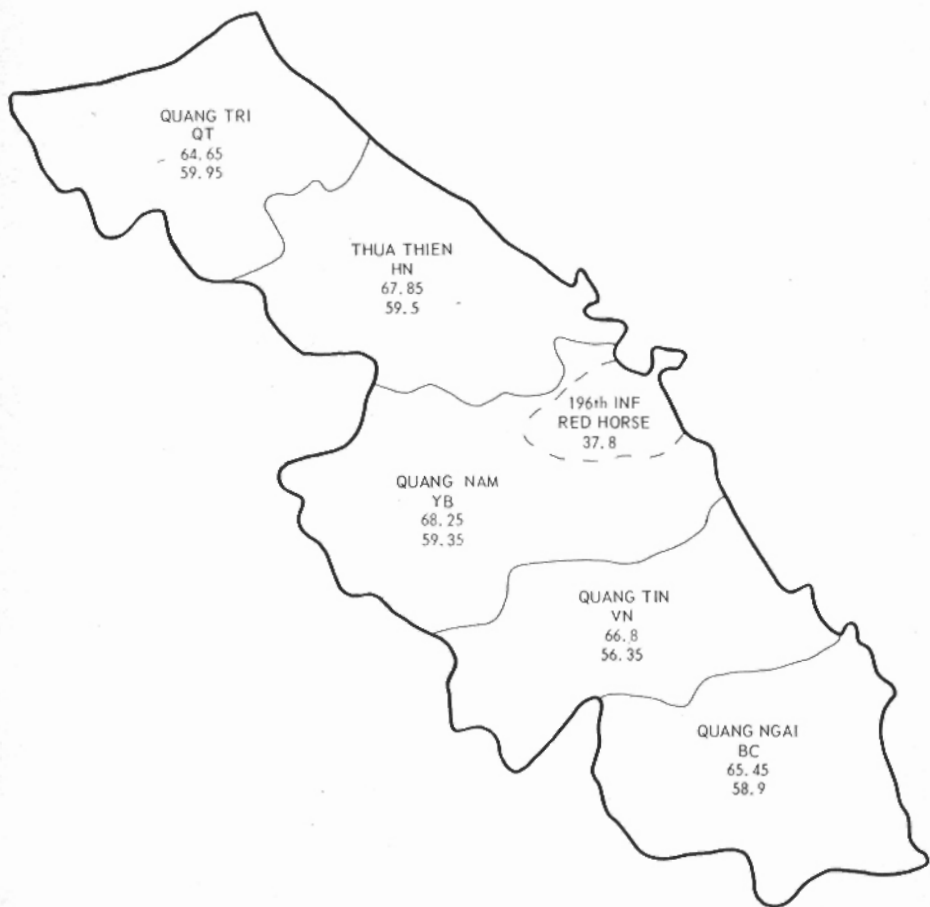 QUANG TRI
QT
64.65
59.95
THUA THIEN
HN
67.85
59.5
196th INF
RED HORSE
37.8
QUANG NAM
YB
68.25
59.35
QUANG TIN
VN
66.8
56.35
QUANG NGAI
BC
65.45
58.9